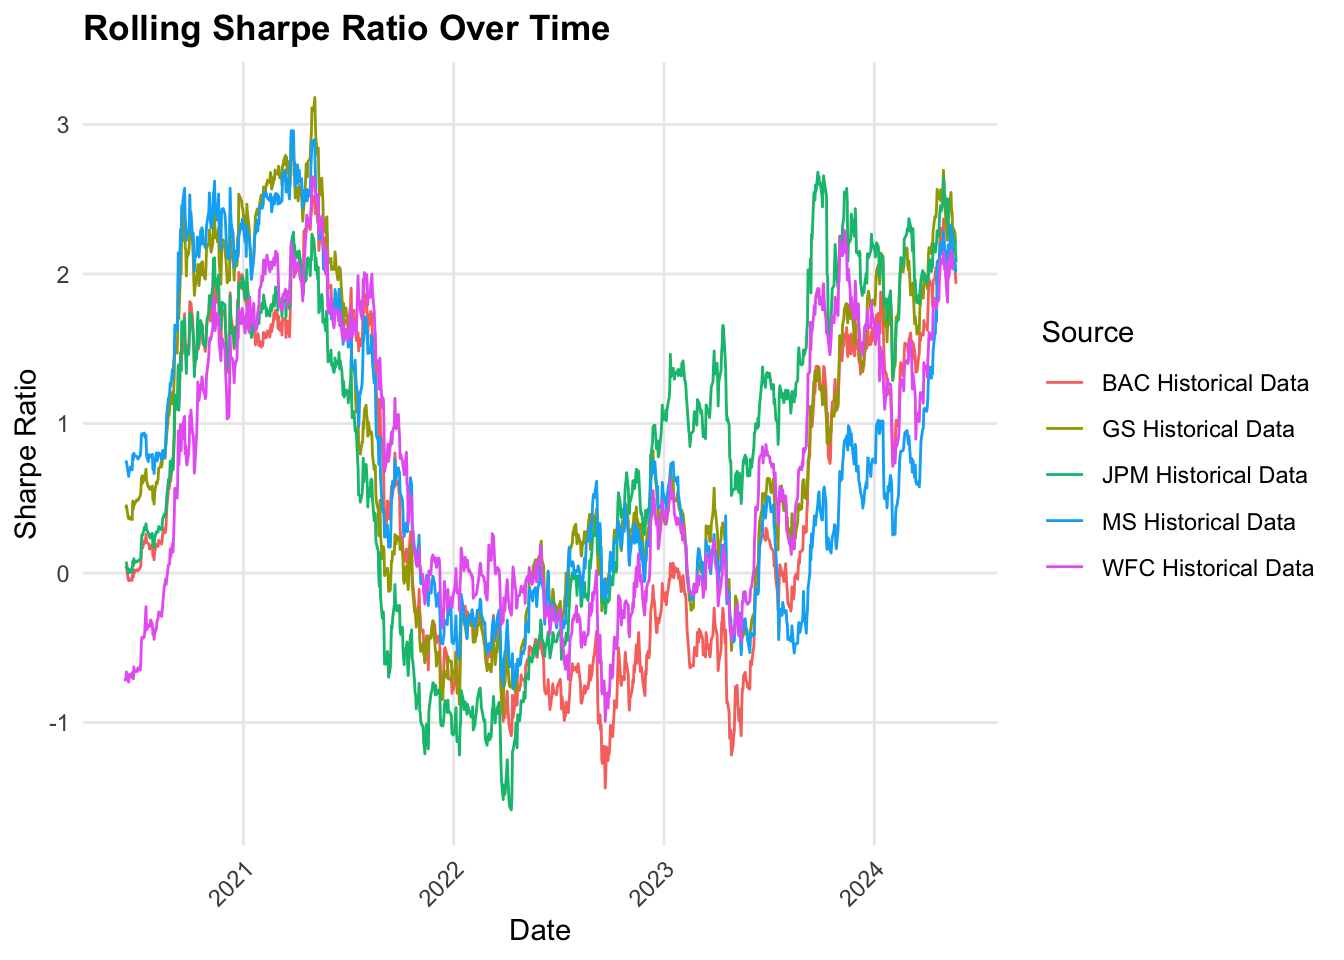 Rolling Sharpe Ratio Over Time
Sharpe Ratio
3
2
1
0
-1
2021
2022
2023
2024
Date
Source
BAC Historical Data
GS Historical Data
JPM Historical Data
MS Historical Data
WFC Historical Data